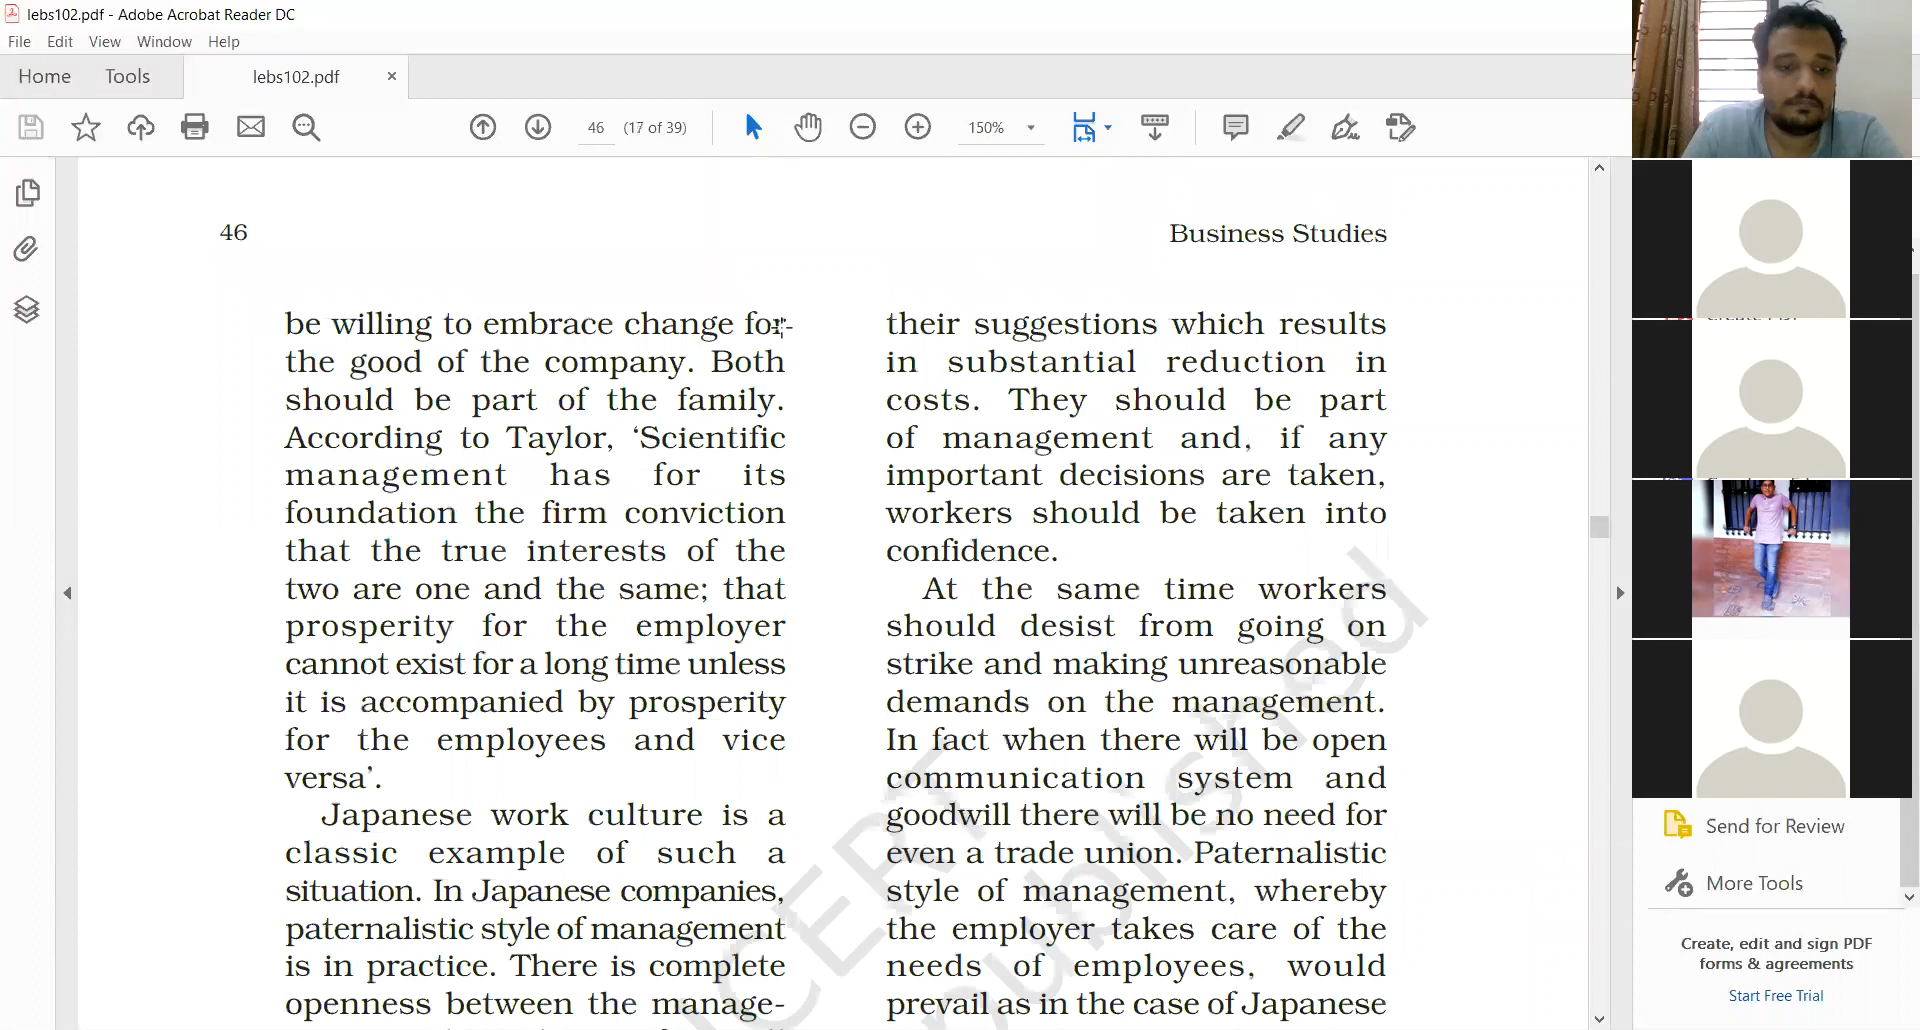 lebs102.pdf - Adobe Acrobat Reader DC
File Edit View Window Help
Home Tools lebs102.pdf ×
46 (17 of 39) 150%
46
Business Studies
be willing to embrace change for
the good of the company. Both
should be part of the family.
According to Taylor, ‘Scientific
management has for its
foundation the firm conviction
that the true interests of the
two are one and the same; that
prosperity for the employer
cannot exist for a long time unless
it is accompanied by prosperity
for the employees and vice
versa’.
Japanese work culture is a
classic example of such a
situation. In Japanese companies,
paternalistic style of management
is in practice. There is complete
openness between the manage-
their suggestions which results
in substantial reduction in
costs. They should be part
of management and, if any
important decisions are taken,
workers should be taken into
confidence.
At the same time workers
should desist from going on
strike and making unreasonable
demands on the management.
In fact when there will be open
communication system and
goodwill there will be no need for
even a trade union. Paternalistic
style of management, whereby
the employer takes care of the
needs of employees, would
prevail as in the case of Japanese
Send for Review
More Tools
Create, edit and sign PDF
forms & agreements
Start Free Trial